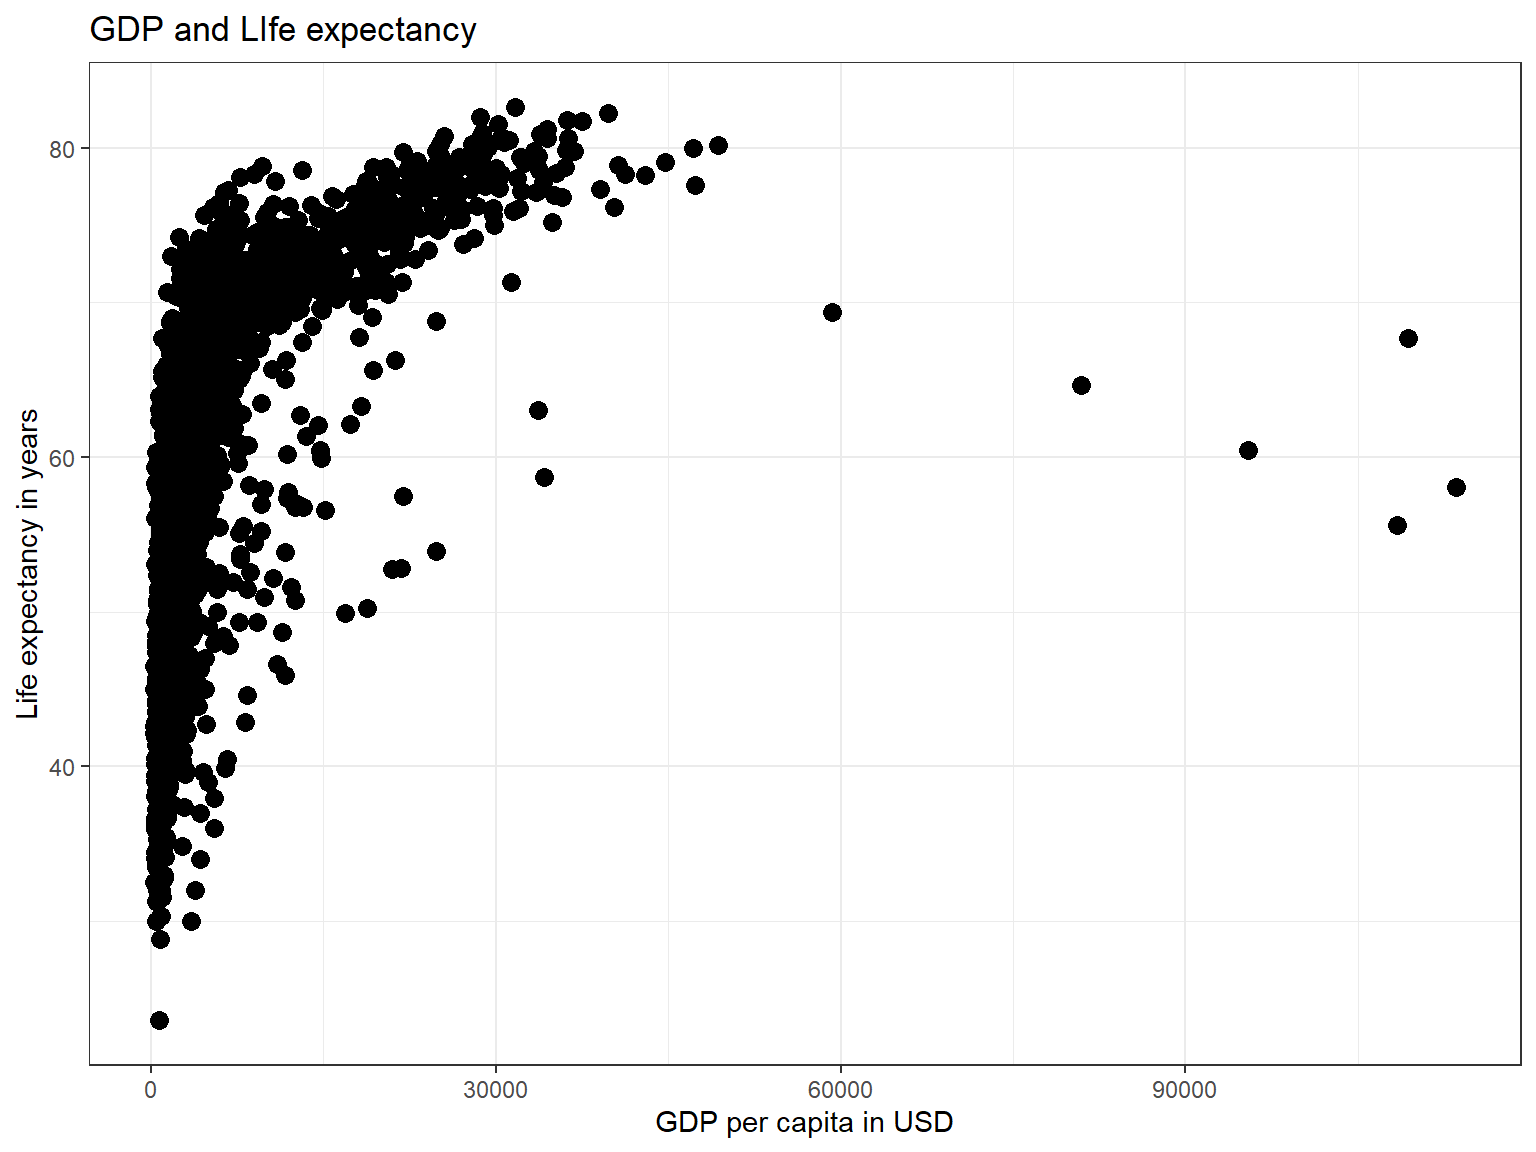 GDP and LIfe expectancy
Life expectancy in years
80
60
40
0 30000 60000 90000
GDP per capita in USD